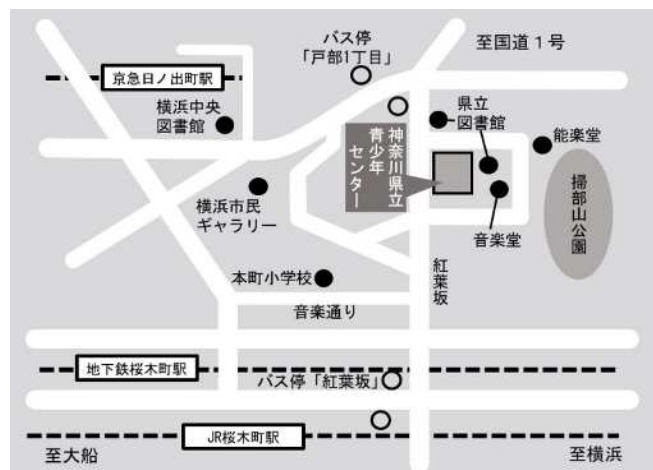 バス停
「戸部1丁目」
至国道1号
京急日ノ出町駅
横浜中央
図書館
県立
図書館
能楽堂
神奈川県立
青少年
センター
掃部山公園
横浜市民
ギャラリー
音楽堂
本町小学校
紅葉坂
音楽通り
地下鉄桜木町駅
バス停「紅葉坂」
JR桜木町駅
至大船
至横浜